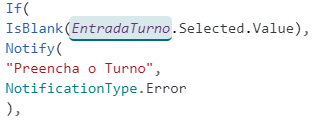 If(
IsBlank(EntradaTurno.Selected.Value),
Notify(
"Preencha o Turno",
NotificationType.Error
),